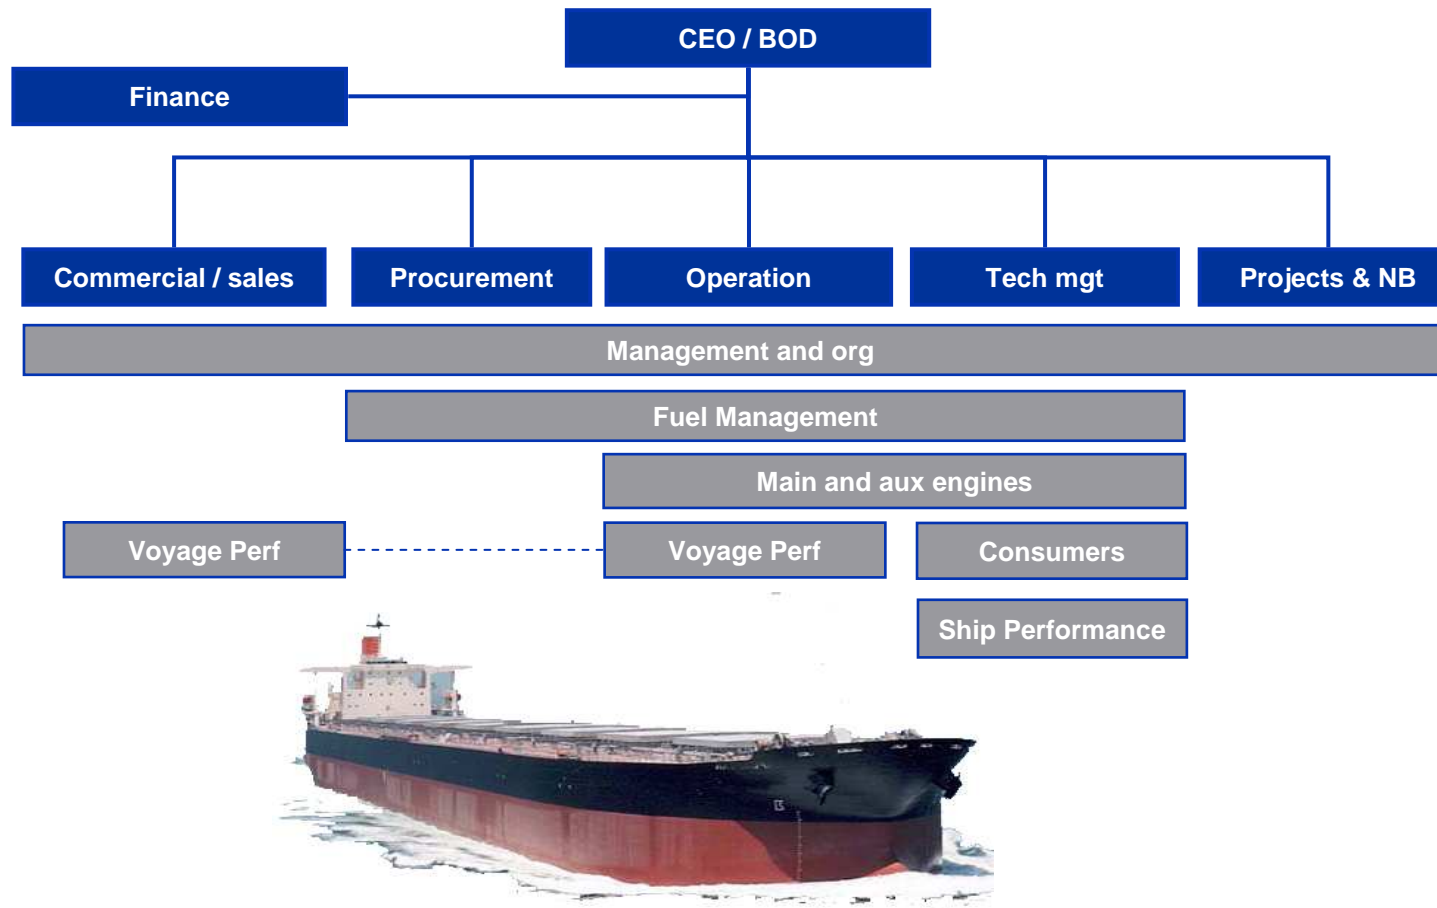 CEO / BOD
Finance
Commercial / sales
Procurement
Operation
Tech mgt
Projects & NB
Management and org
Fuel Management
Main and aux engines
Voyage Perf
Voyage Perf
Consumers
Ship Performance